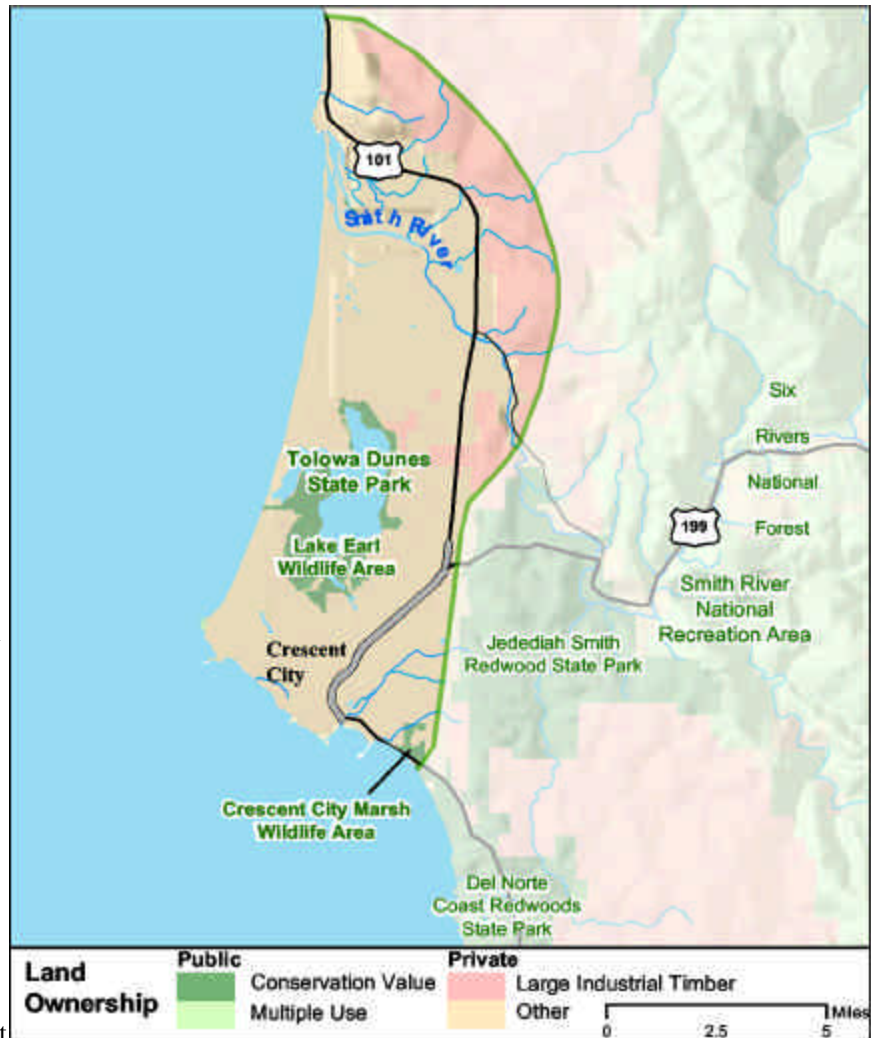 101
Smith River
Six
Rivers
National
Forest
Tolowa Dunes
State Park
199
Lake Earl
Wildlife Area
Smith River
National
Recreation Area
Crescent
City
Jedediah Smith
Redwood State Park
Crescent City Marsh
Wildlife Area
Del Norte
Coast Redwoods
State Park
Land
Ownership
Public
Conservation Value
Multiple Use
Private
Large Industrial Timber
Other
Miles
0 2.5 5
t